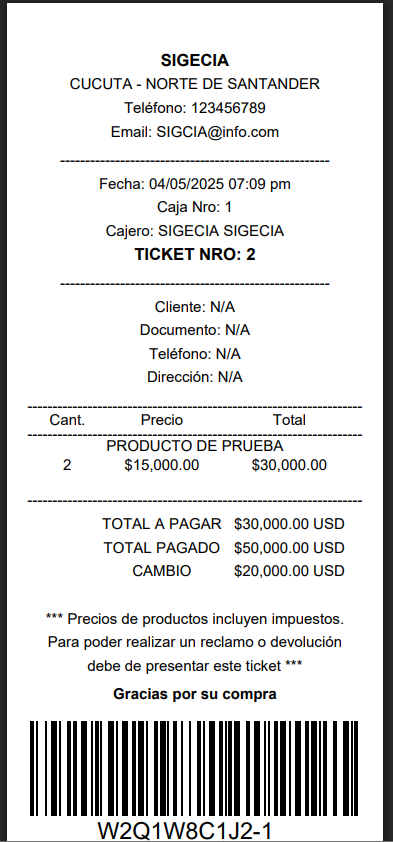 SIGECIA
CUCUTA - NORTE DE SANTANDER
Teléfono: 123456789
Email: SIGCIA@info.com
------------------------------------------------------
Fecha: 04/05/2025 07:09 pm
Caja Nro: 1
Cajero: SIGECIA SIGECIA
TICKET NRO: 2
------------------------------------------------------
Cliente: N/A
Documento: N/A
Teléfono: N/A
Dirección: N/A
-------------------------------------------------------------------
Cant. Precio Total
-------------------------------------------------------------------
PRODUCTO DE PRUEBA
2 $15,000.00 $30,000.00
-------------------------------------------------------------------
TOTAL A PAGAR $30,000.00 USD
TOTAL PAGADO $50,000.00 USD
CAMBIO $20,000.00 USD
*** Precios de productos incluyen impuestos.
Para poder realizar un reclamo o devolución
debe de presentar este ticket ***
Gracias por su compra
W2Q1W8C1J2-1